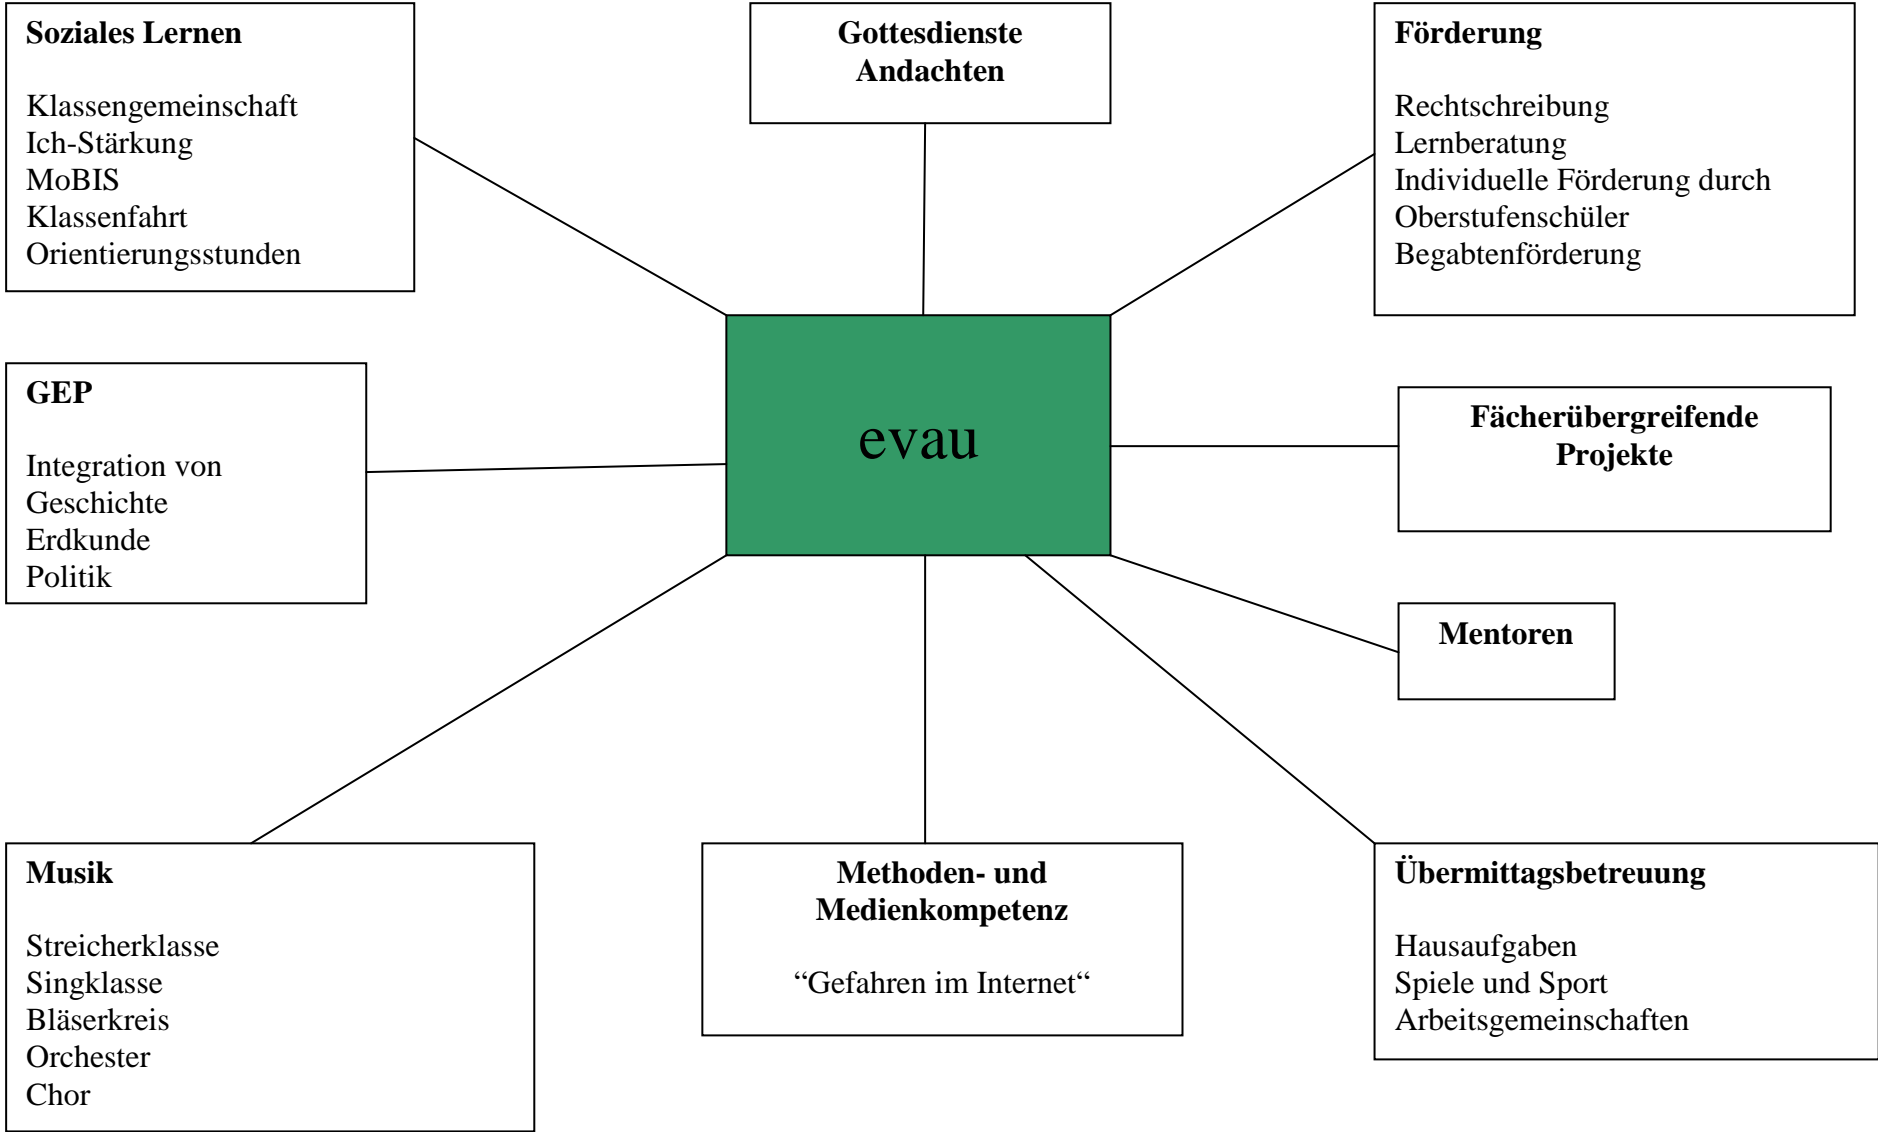 Soziales Lernen
Klassengemeinschaft
Ich-Stärkung
MoBIS
Klassenfahrt
Orientierungsstunden
Gottesdienste
Andachten
Förderung
Rechtschreibung
Lernberatung
Individuelle Förderung durch
Oberstufenschüler
Begabtenförderung
GEP
Integration von
Geschichte
Erdkunde
Politik
evau
Fächerübergreifende
Projekte
Mentoren
Musik
Streicherklasse
Singklasse
Bläserkreis
Orchester
Chor
Methoden- und
Medienkompetenz
“Gefahren im Internet“
Übermittagsbetreuung
Hausaufgaben
Spiele und Sport
Arbeitsgemeinschaften